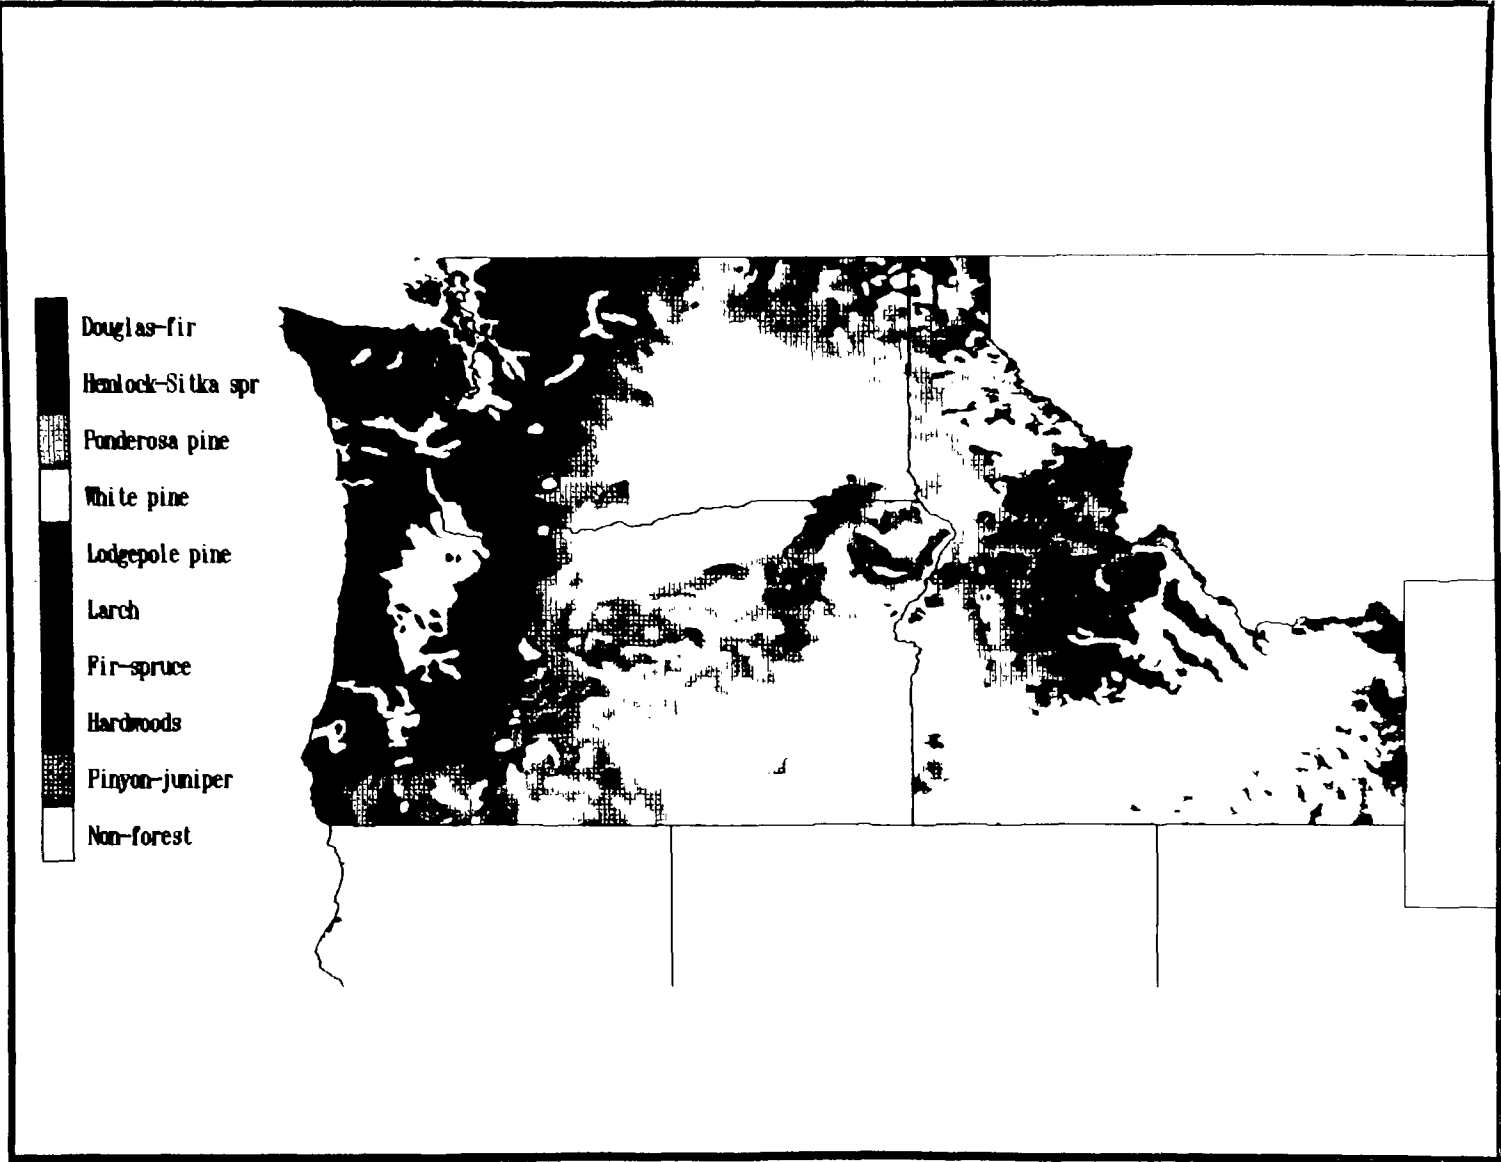 Douglas-fir
Hemlock-Sitka spr
Ponderosa pine
White pine
Lodgepole pine
Larch
Fir-spruce
Hardwoods
Pinyon-juniper
Non-forest